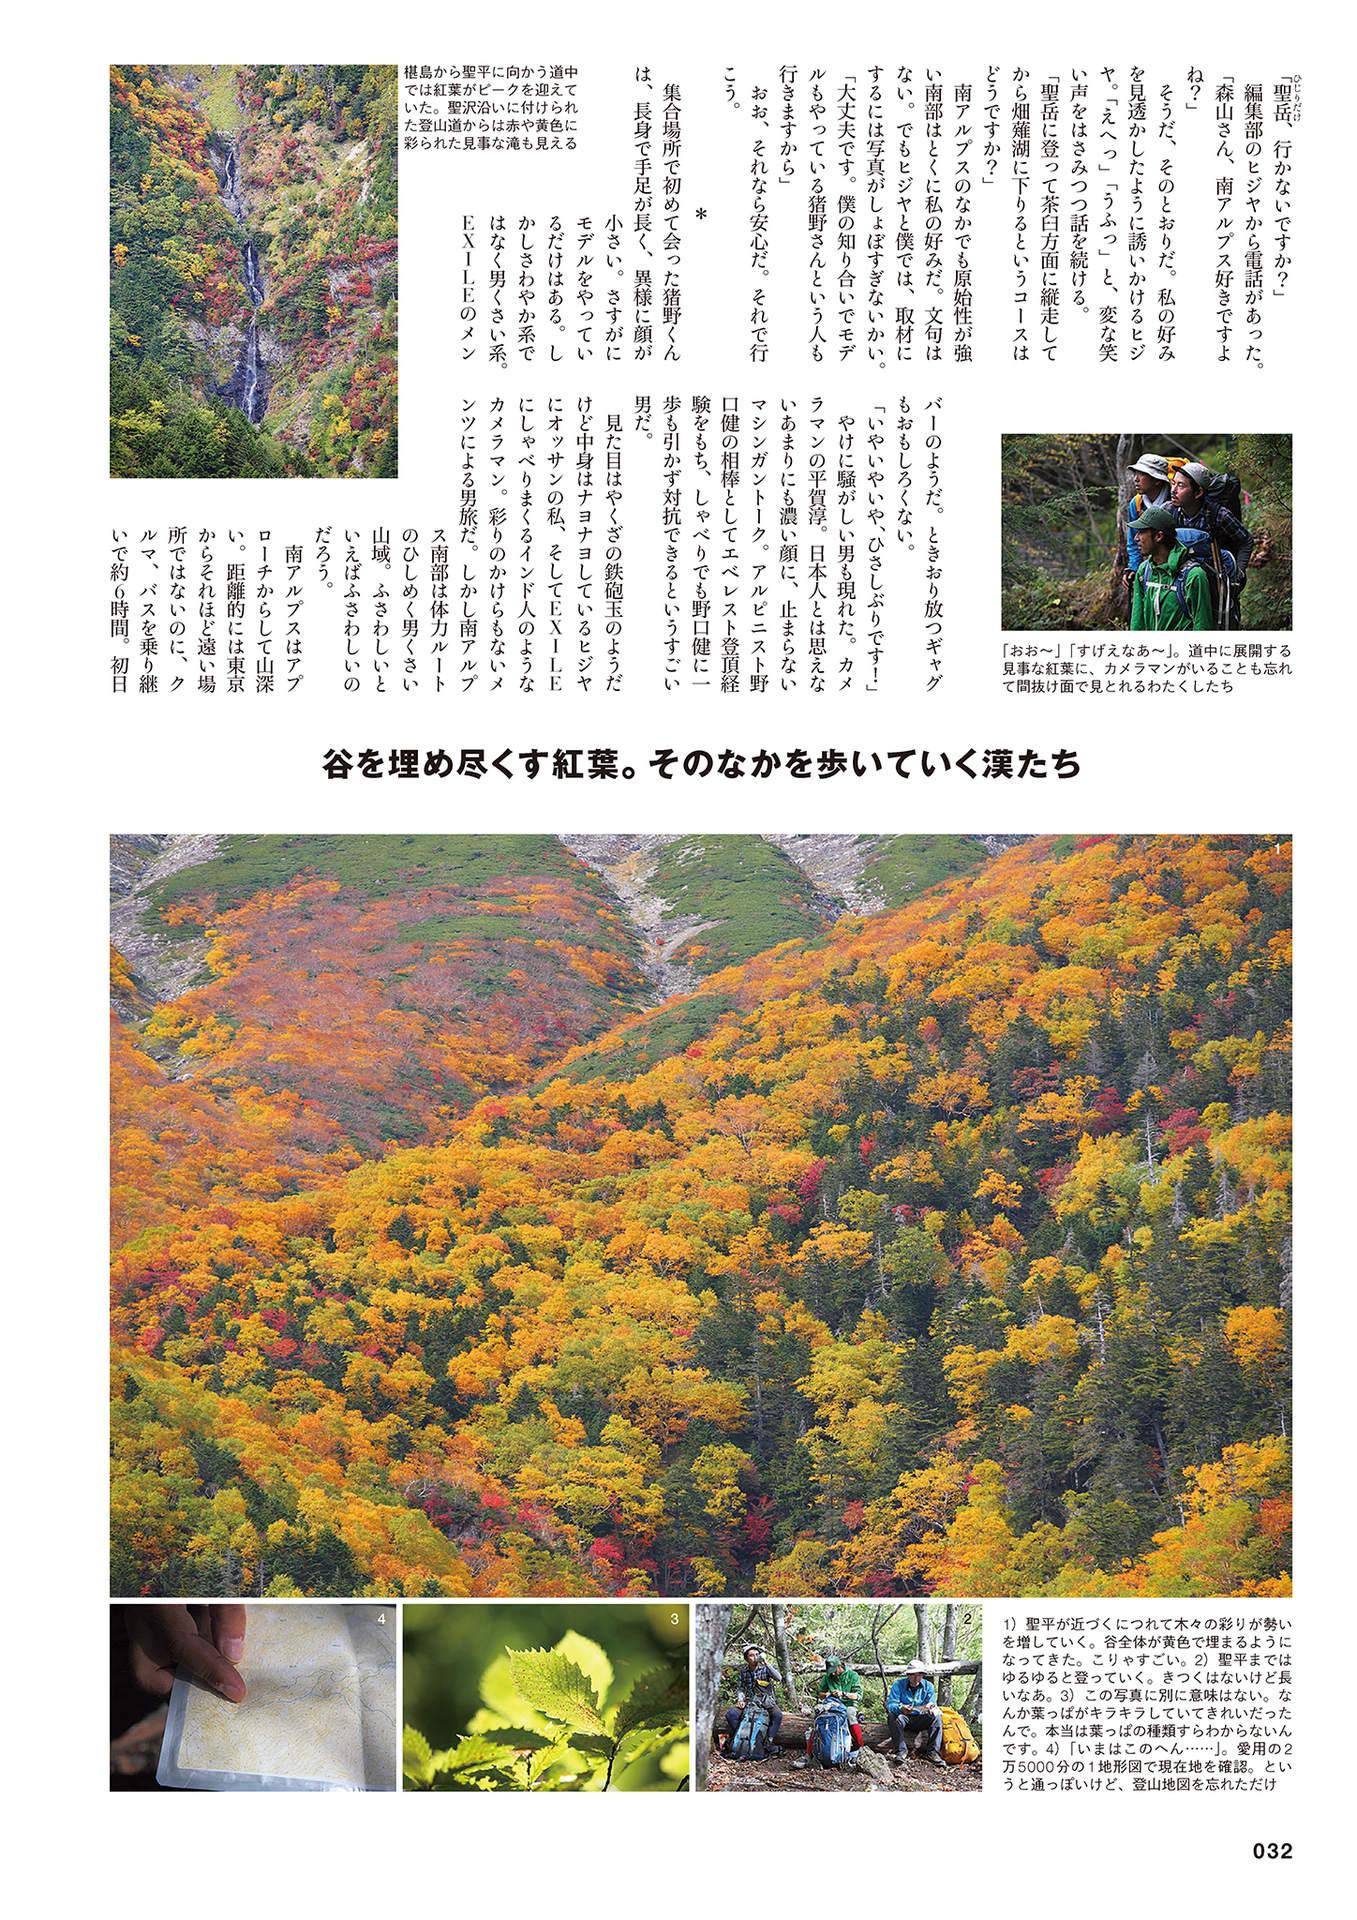 「聖岳、行かないですか？」
ひじりだけ
編集部のヒジヤから電話があった。
「森山さん、南アルプス好きですよ
ね？」
そうだ、そのとおりだ。私の好み
を見透かしたように誘いかけるヒジ
ヤ。「えへっ」「うふっ」と、変な笑
い声をはさみつつ話を続ける。
「聖岳に登って茶臼方面に縦走して
から畑薙湖に下りるというコースは
どうですか？」
南アルプスのなかでも原始性が強
い南部はとくに私の好みだ。文句は
ない。でもヒジヤと僕では、取材に
するには写真がしょぼすぎないかい。
「大丈夫です。僕の知り合いでモデ
ルもやっている猪野さんという人も
行きますから」
おお、それなら安心だ。それで行
こう。
＊
集合場所で初めて会った猪野くん
は、長身で手足が長く、異様に顔が
小さい。さすがに
モデルをやってい
るだけはある。し
かしさわやか系で
はなく男くさい系。
EXILEのメン
バーのようだ。ときおり放つギャグ
もおもしろくない。
「いやいやいや、ひさしぶりです！」
やけに騒がしい男も現れた。カメ
ラマンの平賀淳。日本人とは思えな
いあまりにも濃い顔に、止まらない
マシンガントーク。アルピニスト野
口健の相棒としてエベレスト登頂経
験をもち、しゃべりでも野口健に一
歩も引かず対抗できるというすごい
男だ。
見た目はやくざの鉄砲玉のようだ
けど中身はナヨナヨしているヒジヤ
にオッサンの私、そしてEXILE
にしゃべりまくるインド人のような
カメラマン。彩りのかけらもないメ
ンツによる男旅だ。しかし南アルプ
ス南部は体力ルート
のひしめく男くさい
山域。ふさわしいと
いえばふさわしいの
だろう。
南アルプスはアプ
ローチからして山深
い。距離的には東京
からそれほど遠い場
所ではないのに、ク
ルマ、バスを乗り継
いで約6時間。初日
椹島から聖平に向かう道中
では紅葉がピークを迎えて
いた。聖沢沿いに付けられ
た登山道からは赤や黄色に
彩られた見事な滝も見える
「おお〜」「すげえなあ〜」。道中に展開する
見事な紅葉に、カメラマンがいることも忘れ
て間抜け面で見とれるわたくしたち
谷を埋め尽くす紅葉。そのなかを歩いていく漢たち
1
2
3
4
1）聖平が近づくにつれて木々の彩りが勢い
を増していく。谷全体が黄色で埋まるように
なってきた。こりゃすごい。2）聖平までは
ゆるゆると登っていく。きつくはないけど長
いなあ。3）この写真に別に意味はない。な
んか葉っぱがキラキラしていてきれいだった
んで。本当は葉っぱの種類すらわからないん
です。4）「いまはこのへん……」。愛用の2
万5000分の1地形図で現在地を確認。とい
うと通っぽいけど、登山地図を忘れただけ
032